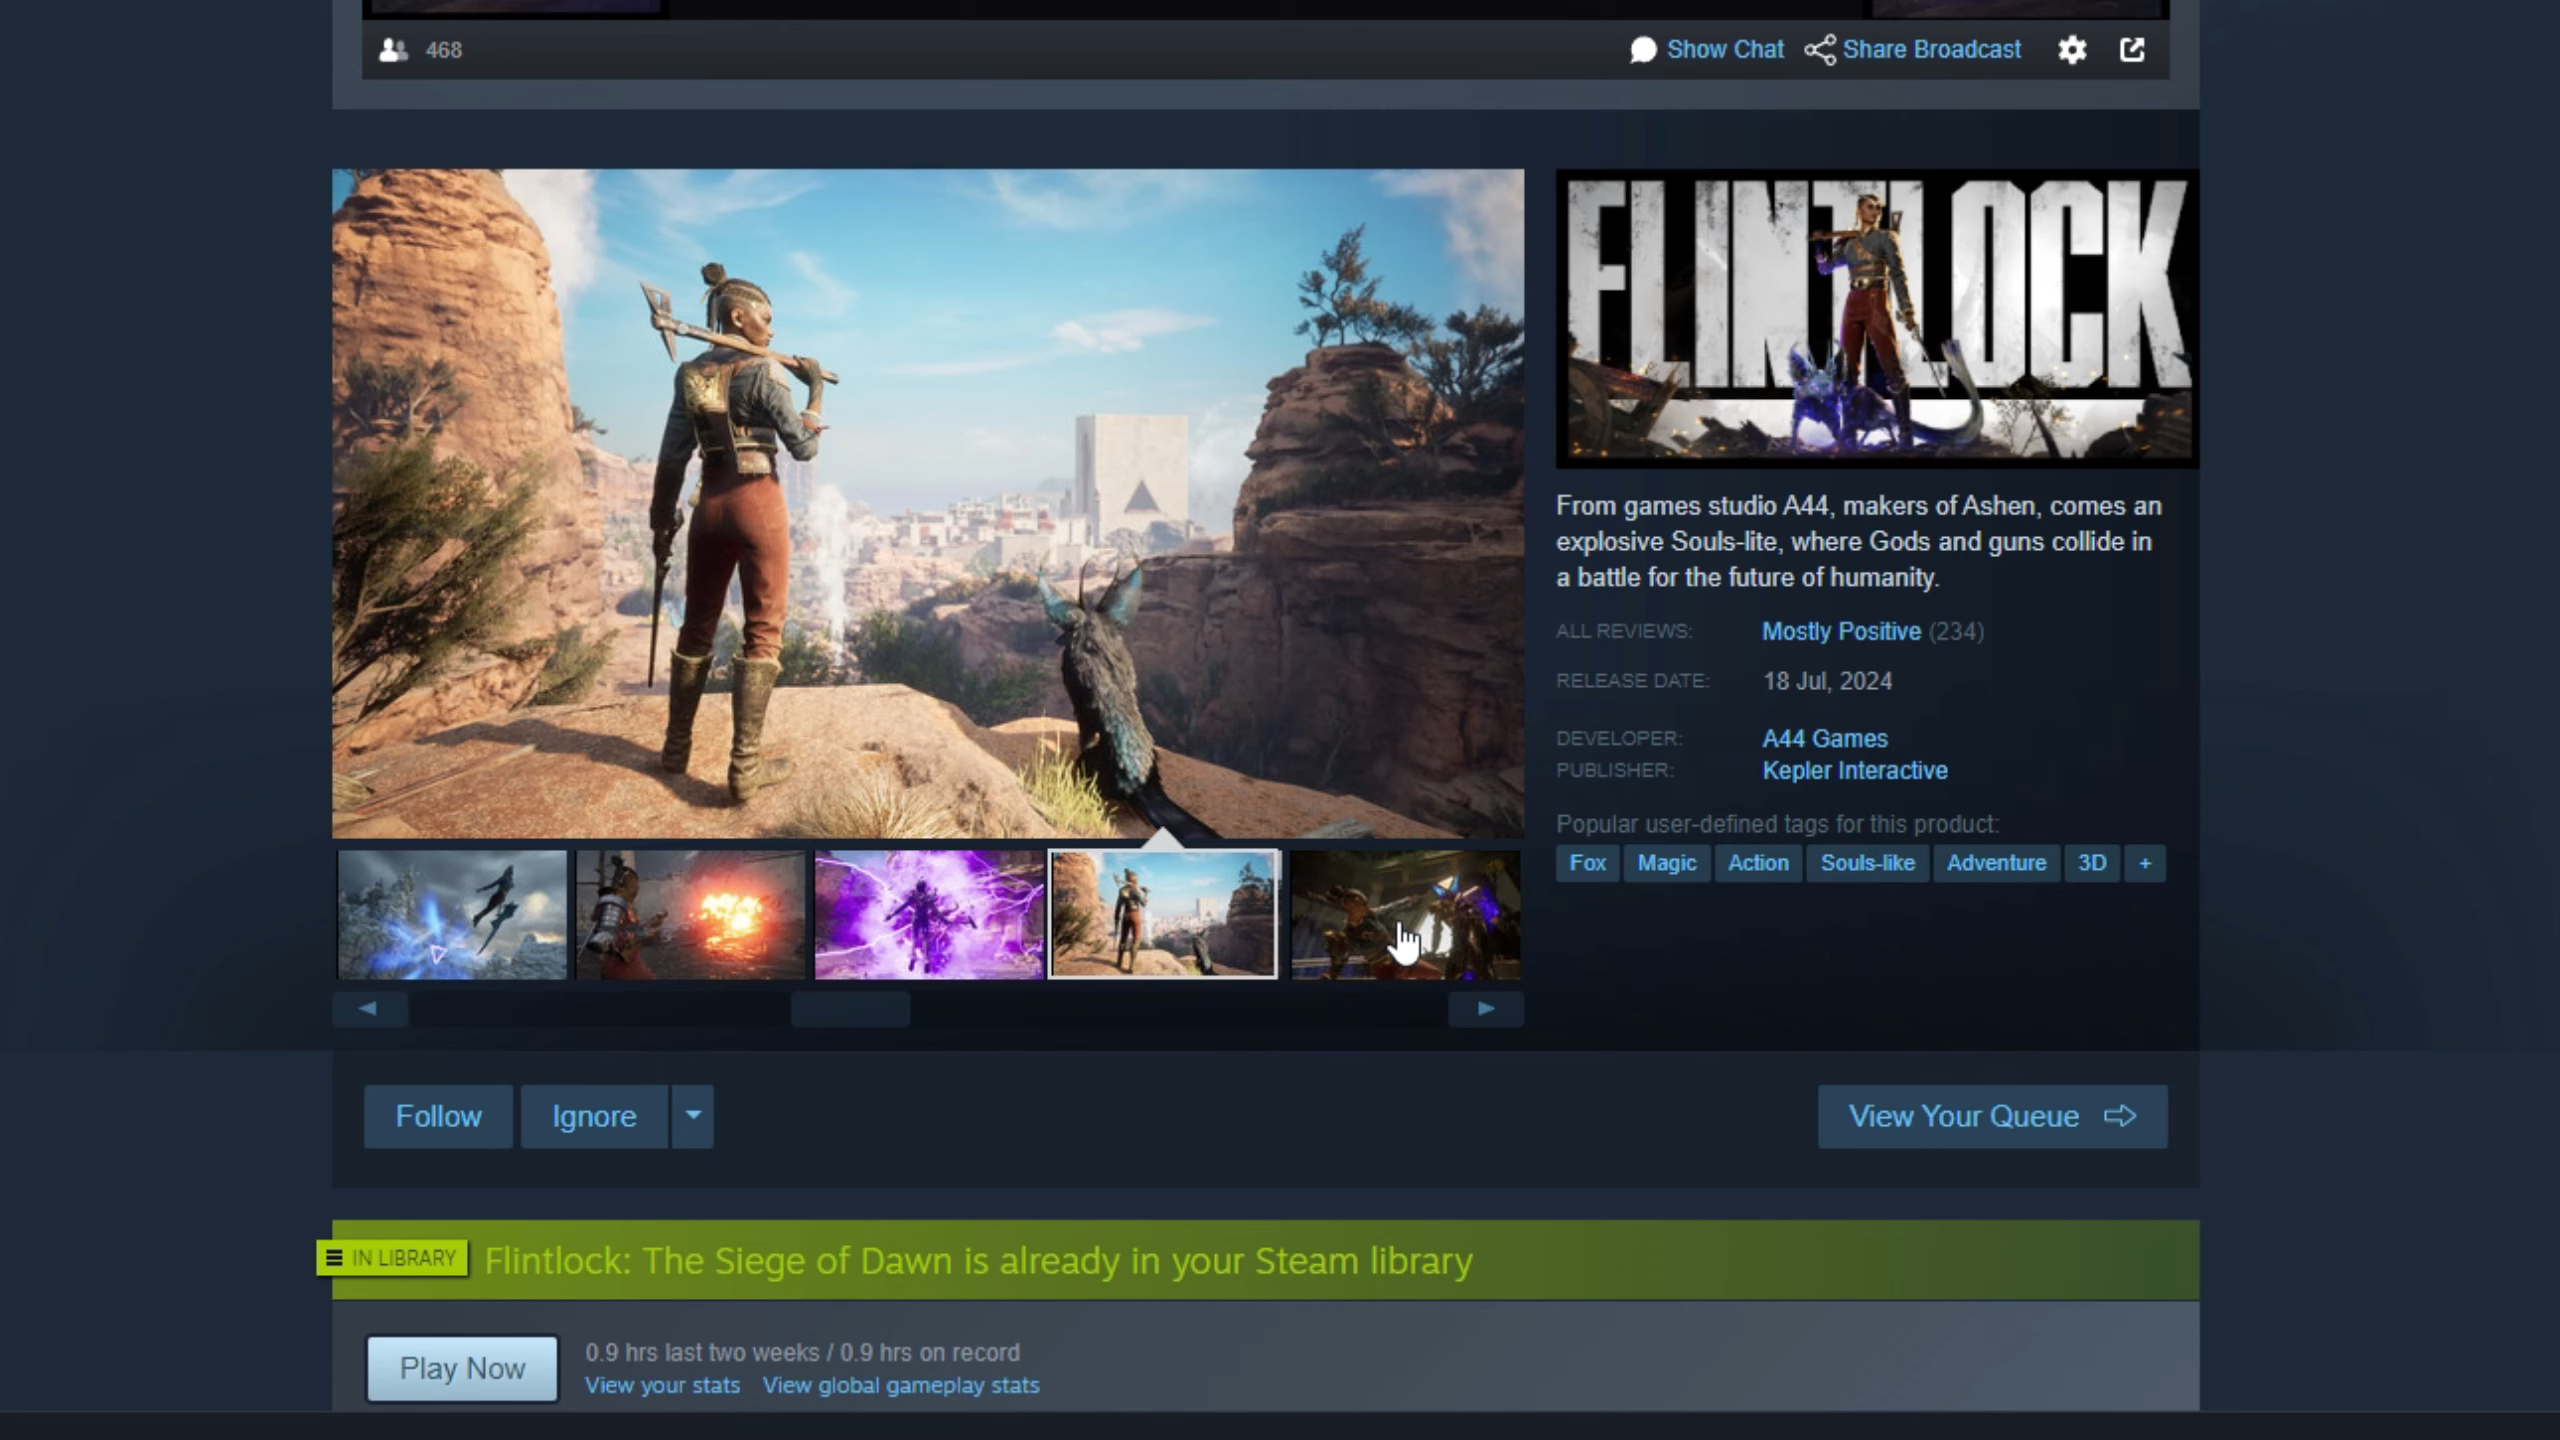 468
Show Chat
Share Broadcast
FLINTLOCK
From games studio A44, makers of Ashen, comes an
explosive Souls-lite, where Gods and guns collide in
a battle for the future of humanity.
ALL REVIEWS: Mostly Positive (234)
RELEASE DATE: 18 Jul, 2024
DEVELOPER: A44 Games
PUBLISHER: Kepler Interactive
Popular user-defined tags for this product:
Fox Magic Action Souls-like Adventure 3D +
Follow Ignore
View Your Queue
IN LIBRARY
Flintlock: The Siege of Dawn is already in your Steam library
Play Now
0.9 hrs last two weeks / 0.9 hrs on record
View your stats View global gameplay stats